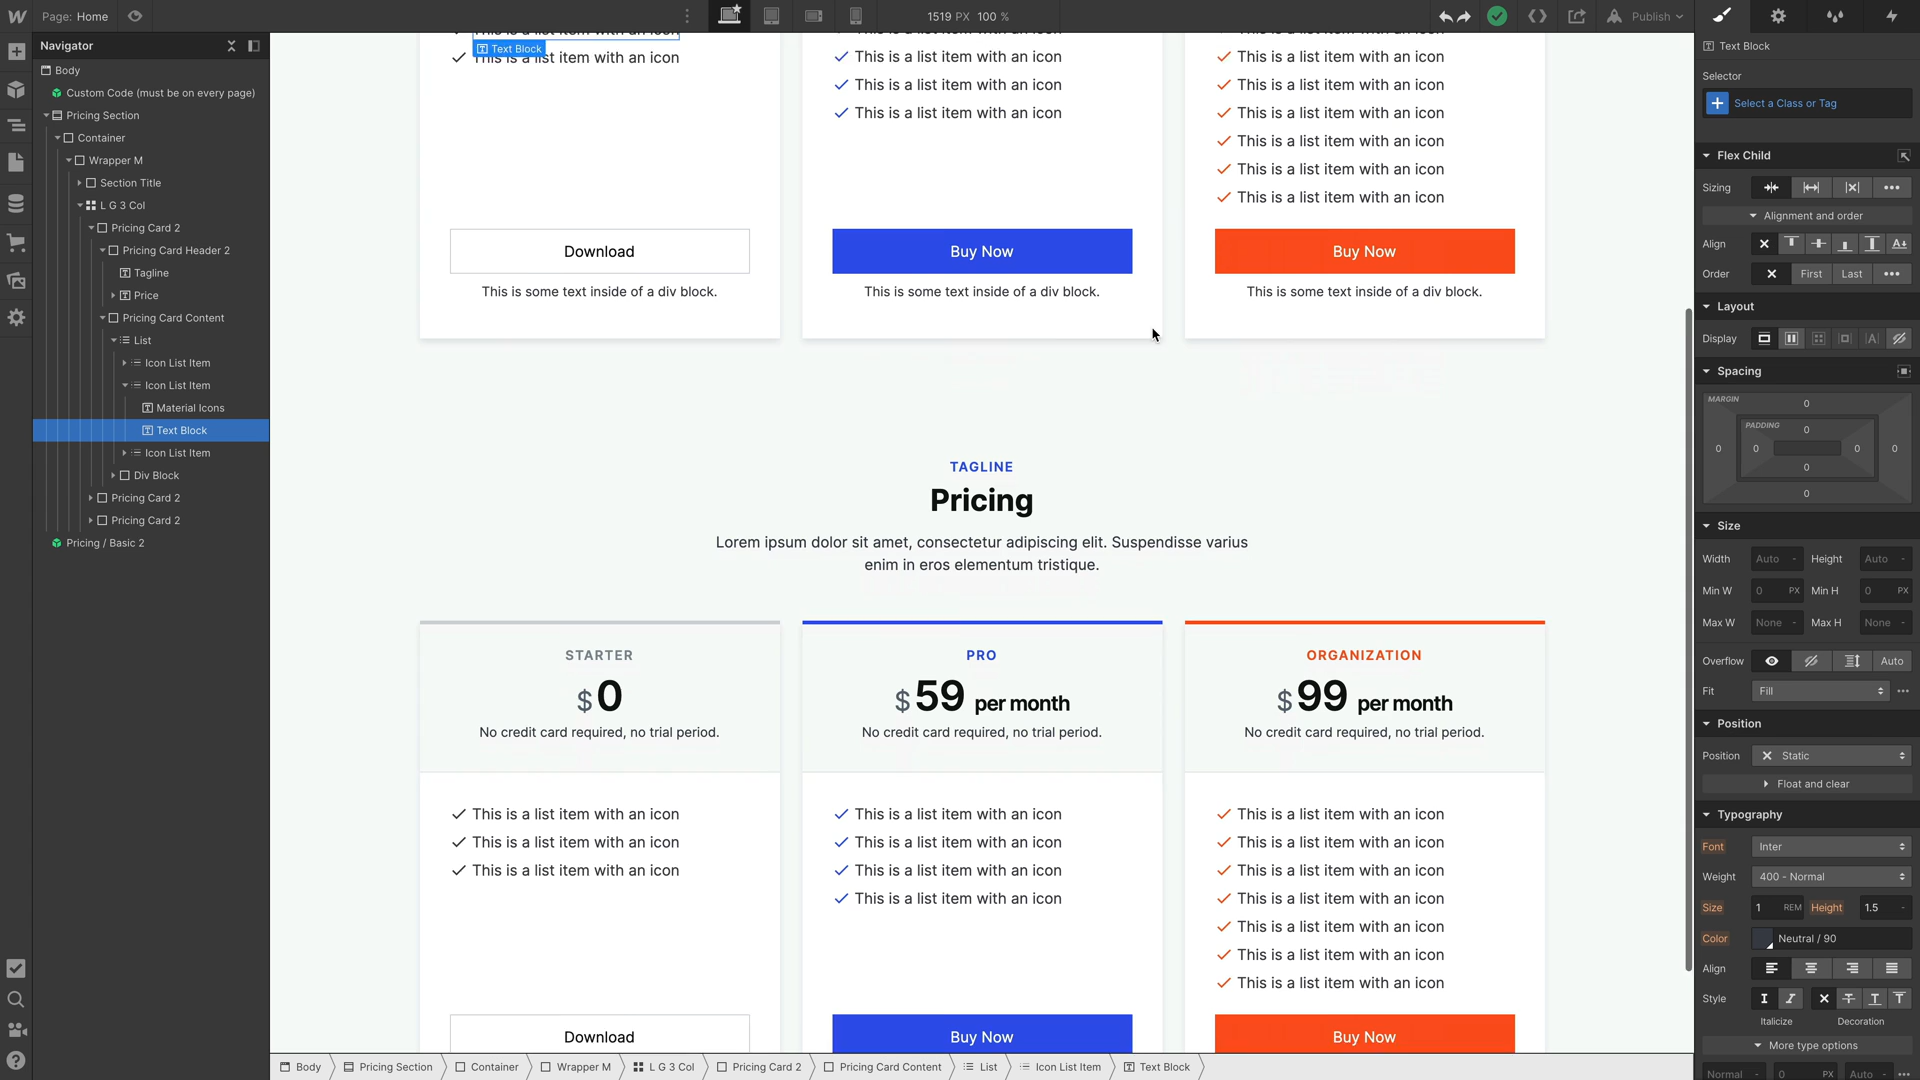 Page: Home
1519 PX 100 %
Publish
Navigator
Body
Custom Code (must be on every page)
Pricing Section
Container
Wrapper M
Section Title
L G 3 Col
Pricing Card 2
Pricing Card Header 2
Tagline
Price
Pricing Card Content
List
Icon List Item
Icon List Item
Material Icons
Text Block
Icon List Item
Div Block
Pricing Card 2
Pricing Card 2
Pricing / Basic 2
This is a list item with an icon
Text Block
This is a list item with an icon
Download
This is some text inside of a div block.
This is a list item with an icon
This is a list item with an icon
This is a list item with an icon
Buy Now
This is some text inside of a div block.
This is a list item with an icon
This is a list item with an icon
This is a list item with an icon
This is a list item with an icon
This is a list item with an icon
This is a list item with an icon
Buy Now
This is some text inside of a div block.
TAGLINE
Pricing
Lorem ipsum dolor sit amet, consectetur adipiscing elit. Suspendisse varius
enim in eros elementum tristique.
STARTER
$0
No credit card required, no trial period.
This is a list item with an icon
This is a list item with an icon
This is a list item with an icon
Download
PRO
$59 per month
No credit card required, no trial period.
This is a list item with an icon
This is a list item with an icon
This is a list item with an icon
This is a list item with an icon
Buy Now
ORGANIZATION
$99 per month
No credit card required, no trial period.
This is a list item with an icon
This is a list item with an icon
This is a list item with an icon
This is a list item with an icon
This is a list item with an icon
This is a list item with an icon
This is a list item with an icon
Buy Now
Body Pricing Section Container Wrapper M L G 3 Col Pricing Card 2 Pricing Card Content List Icon List Item Text Block
Text Block
Selector
Select a Class or Tag
Flex Child
Sizing
Alignment and order
Align
Order First Last
Layout
Display
Spacing
MARGIN
0
PADDING
0
0 0 0 0
0
0
Size
Width Auto - Height Auto -
Min W 0 PX Min H 0 PX
Max W None - Max H None -
Overflow Auto
Fit Fill
Position
Position Static
Float and clear
Typography
Font Inter
Weight 400 - Normal
Size 1 REM Height 1.5 -
Color Neutral / 90
Align
Style
Italicize Decoration
More type options
Normal - 0 PX Auto -